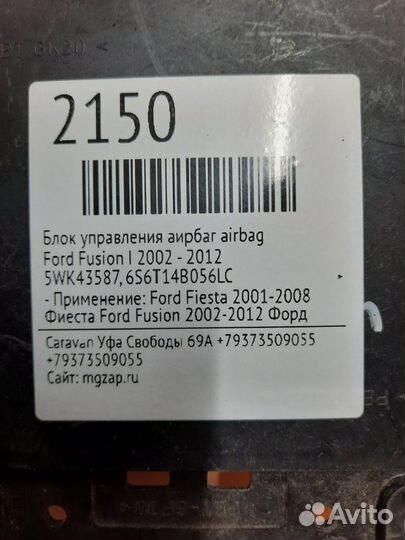 2150
Блок управления аирбаг airbag
Ford Fusion I 2002 - 2012
5WK43587, 6S6T14B056LC
- Применение: Ford Fiesta 2001-2008
Фиеста Ford Fusion 2002-2012 Форд
Caravan Уфа Свободы 69А +79373509055
+79373509055
Сайт: mgzap.ru
Avito